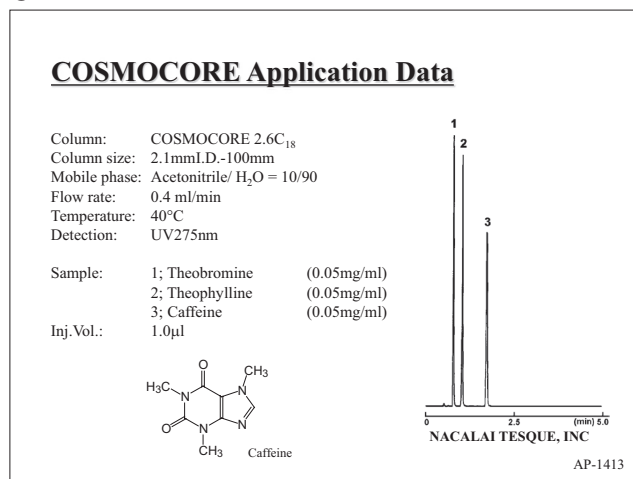 COSMOCORE Application Data
Column: COSMOCORE 2.6C18
Column size: 2.1mmI.D.-100mm
Mobile phase: Acetonitrile/ H2O = 10/90
Flow rate: 0.4 ml/min
Temperature: 40°C
Detection: UV275nm
Sample: 1; Theobromine (0.05mg/ml)
2; Theophylline (0.05mg/ml)
3; Caffeine (0.05mg/ml)
Inj.Vol.: 1.0μl
O
CH3
H3C
N
N
O
N
N
CH3
Caffeine
1
2
3
0 2.5 (min) 5.0
NACALAI TESQUE, INC
AP-1413